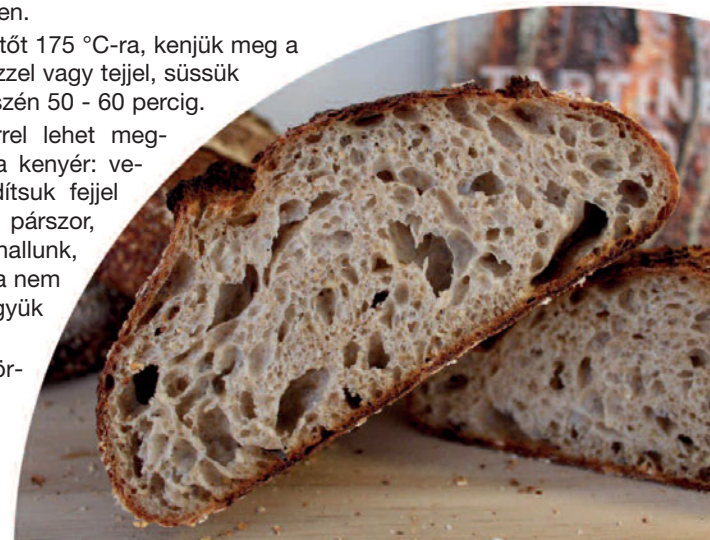 en.
tőt 175 °C-ra, kenjük meg a
zzel vagy tejjel, süssük
szén 50 - 60 percig.
rrel lehet meg-
a kenyér: ve-
dítsuk fejjel
párszor,
hallunk,
a nem
gyük
ör-
TARTINE